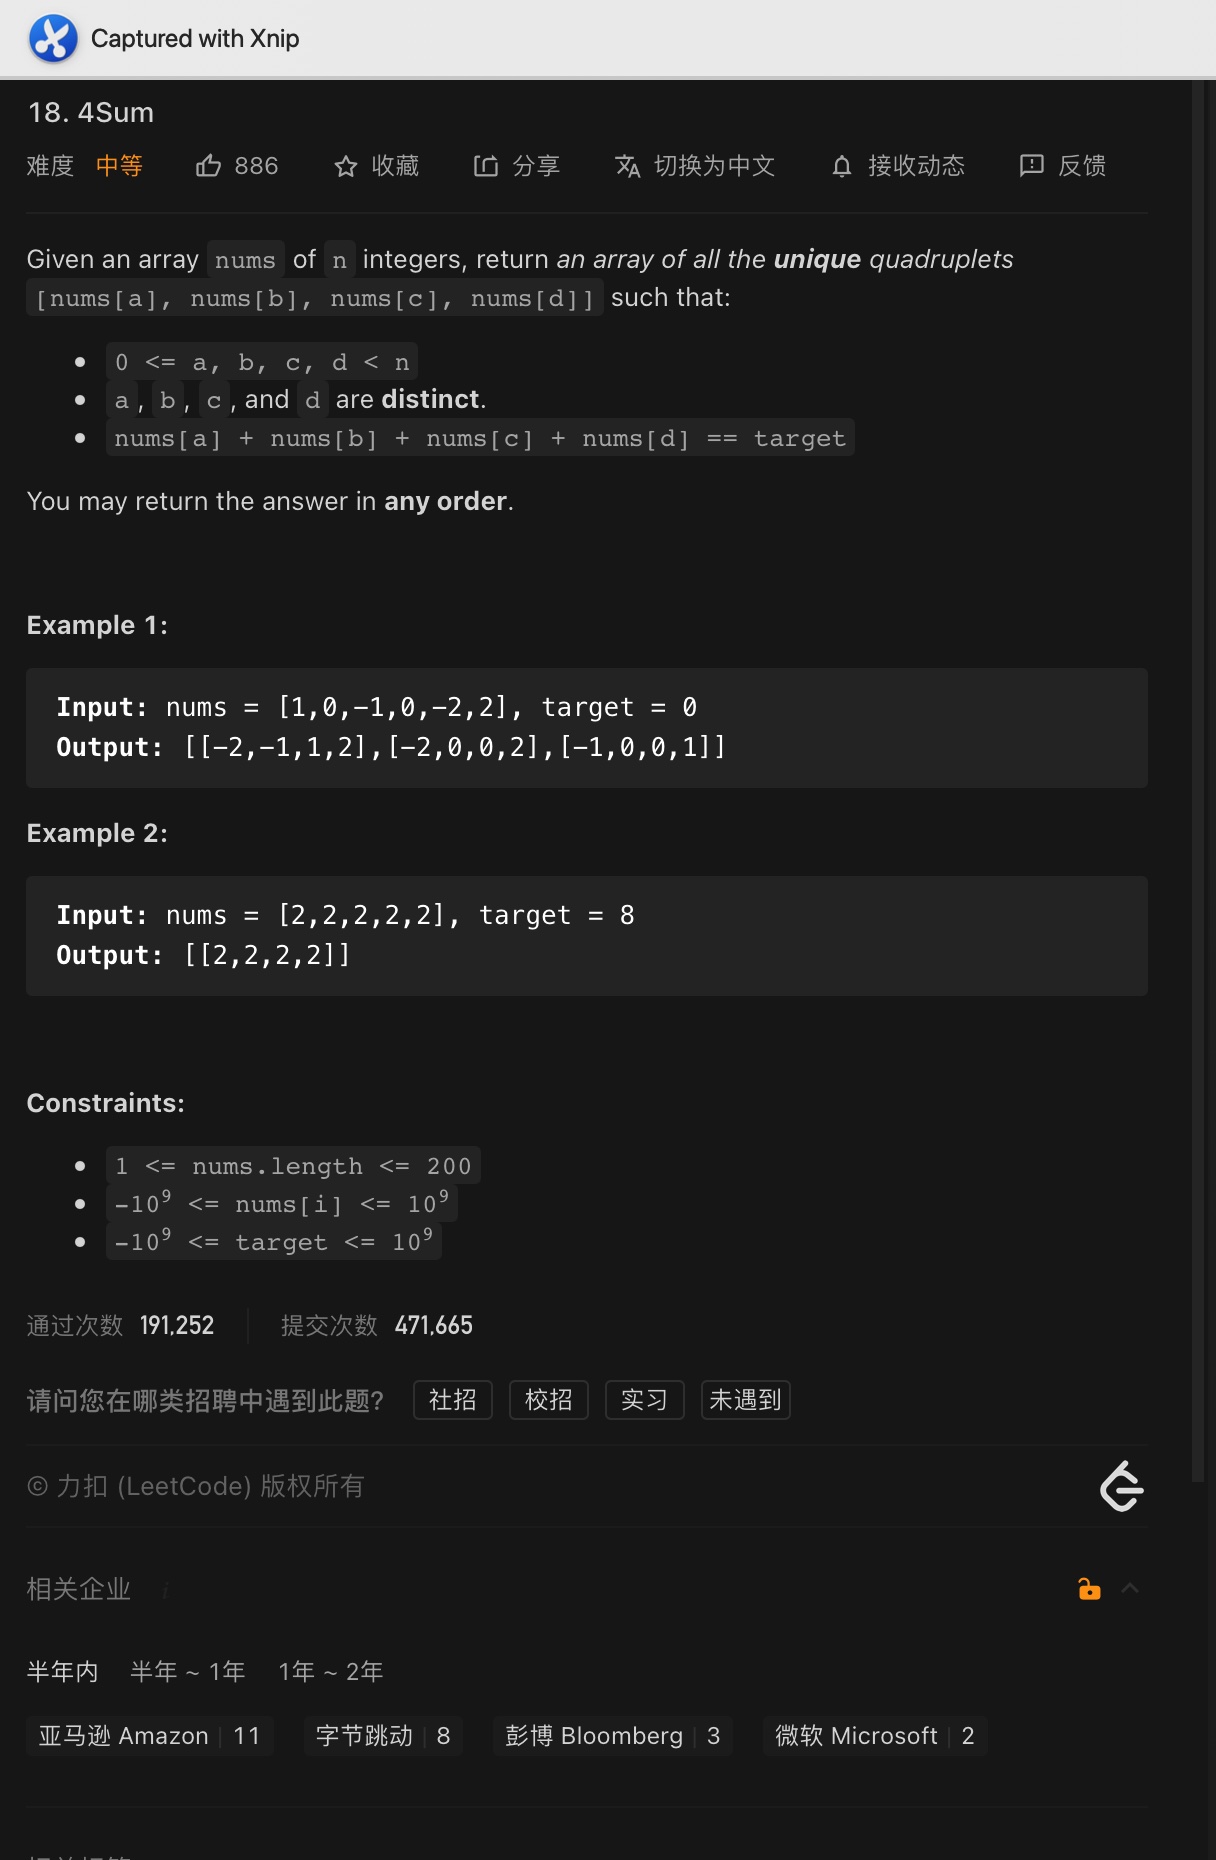 Captured with Xnip
18. 4Sum
难度 中等 886 收藏 分享 切换为中文 接收动态 反馈
Given an array nums of n integers, return an array of all the unique quadruplets
[nums[a], nums[b], nums[c], nums[d]] such that:
• 0 <= a, b, c, d < n
• a, b, c, and d are distinct.
• nums[a] + nums[b] + nums[c] + nums[d] == target
You may return the answer in any order.
Example 1:
Input: nums = [1,0,-1,0,-2,2], target = 0
Output: [[-2,-1,1,2],[-2,0,0,2],[-1,0,0,1]]
Example 2:
Input: nums = [2,2,2,2,2], target = 8
Output: [[2,2,2,2]]
Constraints:
• 1 <= nums.length <= 200
• -10⁹ <= nums[i] <= 10⁹
• -10⁹ <= target <= 10⁹
通过次数 191,252 提交次数 471,665
请问您在哪类招聘中遇到此题? 社招 校招 实习 未遇到
© 力扣 (LeetCode) 版权所有
相关企业 i
半年内 半年 ~ 1年 1年 ~ 2年
亚马逊 Amazon | 11 字节跳动 | 8 彭博 Bloomberg | 3 微软 Microsoft | 2